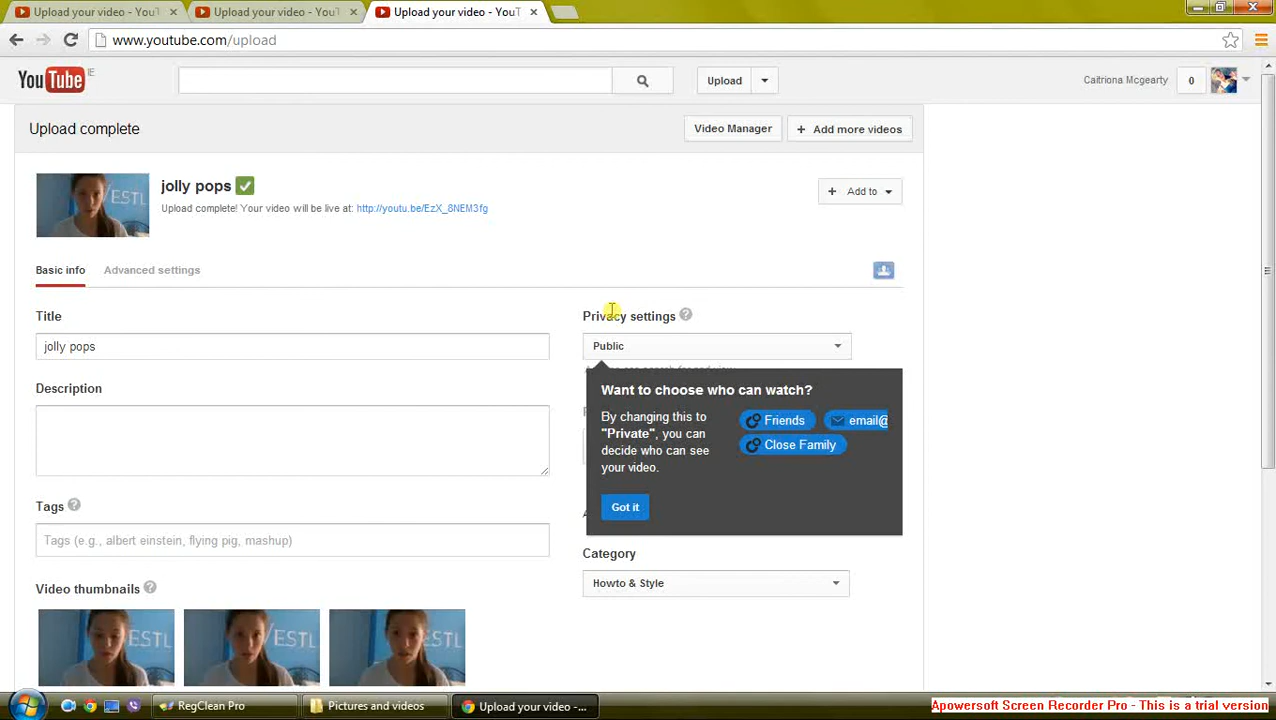 Upload your video - YouT
Upload your video - YouT
Upload your video - YouT
www.youtube.com/upload
YouTube IE
Upload
Caitriona Mcgearty
0
Upload complete
Video Manager
+ Add more videos
jolly pops
+ Add to
Upload complete! Your video will be live at: http://youtu.be/EzX_8NEM3fg
Basic info
Advanced settings
Title
Privacy settings ?
jolly pops
Public
Description
Want to choose who can watch?
By changing this to
"Private", you can
decide who can see
your video.
Friends
email@
Close Family
Got it
Tags ?
Tags (e.g., albert einstein, flying pig, mashup)
Category
Howto & Style
Video thumbnails ?
VESTL
VESTL
VESTL
RegClean Pro
Pictures and videos
Upload your video -...
Apowersoft Screen Recorder Pro - This is a trial version